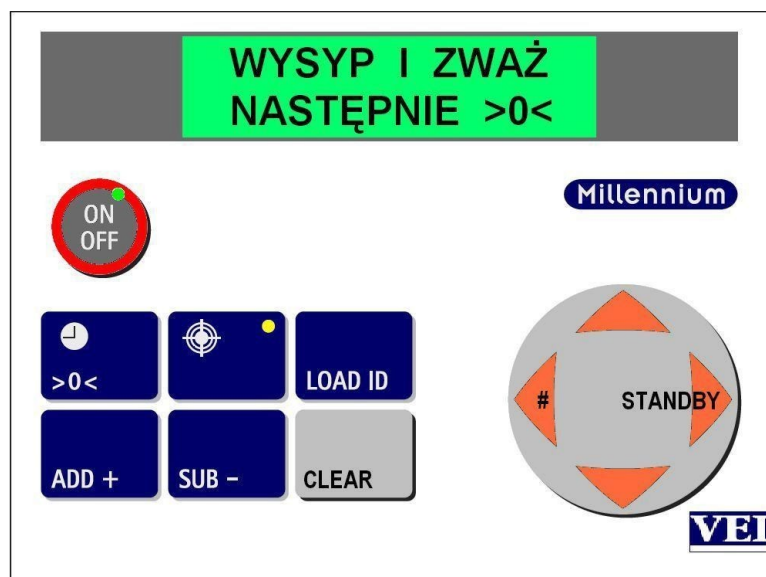 WYSYP I ZWAŻ
NASTĘPNIE >0<
Millennium
ON
OFF
>0<
LOAD ID
# STANDBY
ADD +
SUB -
CLEAR